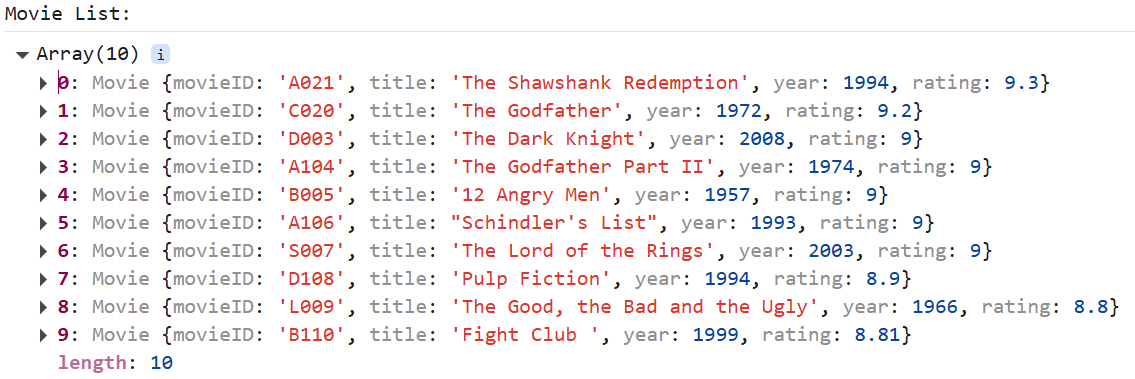 Movie List:
Array(10) i
0: Movie {movieID: 'A021', title: 'The Shawshank Redemption', year: 1994, rating: 9.3}
1: Movie {movieID: 'C020', title: 'The Godfather', year: 1972, rating: 9.2}
2: Movie {movieID: 'D003', title: 'The Dark Knight', year: 2008, rating: 9}
3: Movie {movieID: 'A104', title: 'The Godfather Part II', year: 1974, rating: 9}
4: Movie {movieID: 'B005', title: '12 Angry Men', year: 1957, rating: 9}
5: Movie {movieID: 'A106', title: "Schindler's List", year: 1993, rating: 9}
6: Movie {movieID: 'S007', title: 'The Lord of the Rings', year: 2003, rating: 9}
7: Movie {movieID: 'D108', title: 'Pulp Fiction', year: 1994, rating: 8.9}
8: Movie {movieID: 'L009', title: 'The Good, the Bad and the Ugly', year: 1966, rating: 8.8}
9: Movie {movieID: 'B110', title: 'Fight Club ', year: 1999, rating: 8.81}
length: 10